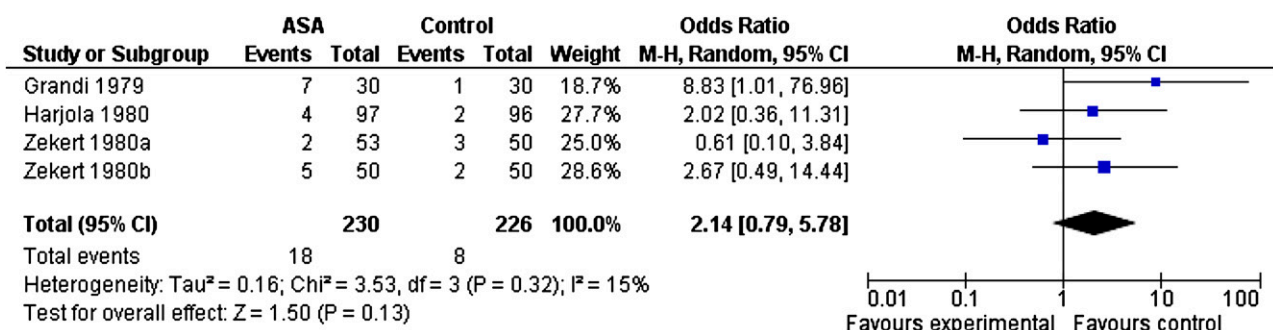 ASA Control Odds Ratio Odds Ratio
Study or Subgroup Events Total Events Total Weight M-H, Random, 95% CI M-H, Random, 95% CI
Grandi 1979 7 30 1 30 18.7% 8.83 [1.01, 76.96]
Harjola 1980 4 97 2 96 27.7% 2.02 [0.36, 11.31]
Zekert 1980a 2 53 3 50 25.0% 0.61 [0.10, 3.84]
Zekert 1980b 5 50 2 50 28.6% 2.67 [0.49, 14.44]
Total (95% CI) 230 226 100.0% 2.14 [0.79, 5.78]
Total events 18 8
Heterogeneity: Tau² = 0.16; Chi² = 3.53, df = 3 (P = 0.32); I² = 15%
Test for overall effect: Z = 1.50 (P = 0.13)
0.01 0.1 1 10 100
Favours experimental Favours control